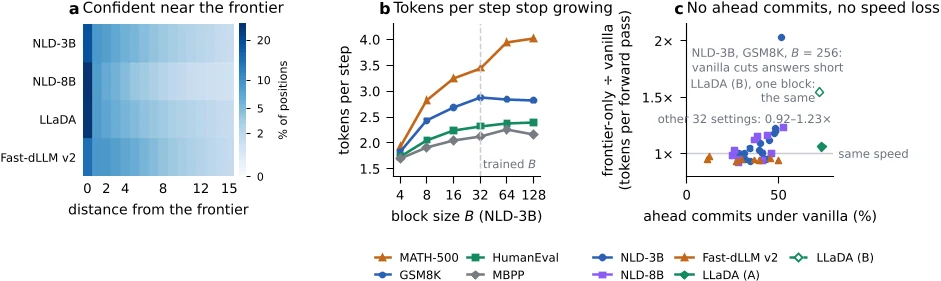 a Confident near the frontier
NLD-3B
NLD-8B
LLaDA
Fast-dLLM v2
0 2 4 8 12 15
distance from the frontier
20
10
5
2
0
% of positions
b Tokens per step stop growing
tokens per step
4.0
3.5
3.0
2.5
2.0
1.5
trained B
4 8 16 32 64 128
block size B (NLD-3B)
MATH-500
GSM8K
HumanEval
MBPP
c No ahead commits, no speed loss
frontier-only ÷ vanilla
(tokens per forward pass)
2×
1.5×
1×
NLD-3B, GSM8K, B = 256:
vanilla cuts answers short
LLaDA (B), one block:
the same
other 32 settings: 0.92–1.23×
same speed
0 50
ahead commits under vanilla (%)
NLD-3B
NLD-8B
Fast-dLLM v2
LLaDA (A)
LLaDA (B)